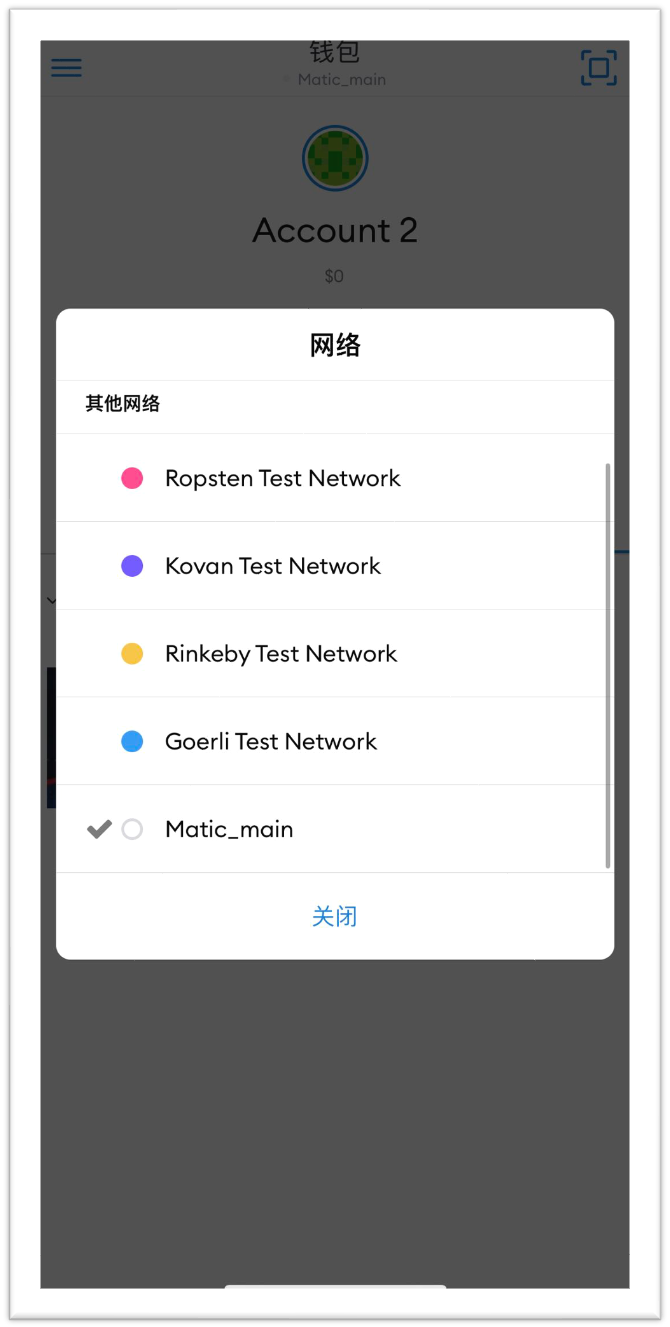 钱包
Matic_main
Account 2
$0
网络
其他网络
Ropsten Test Network
Kovan Test Network
Rinkeby Test Network
Goerli Test Network
Matic_main
关闭